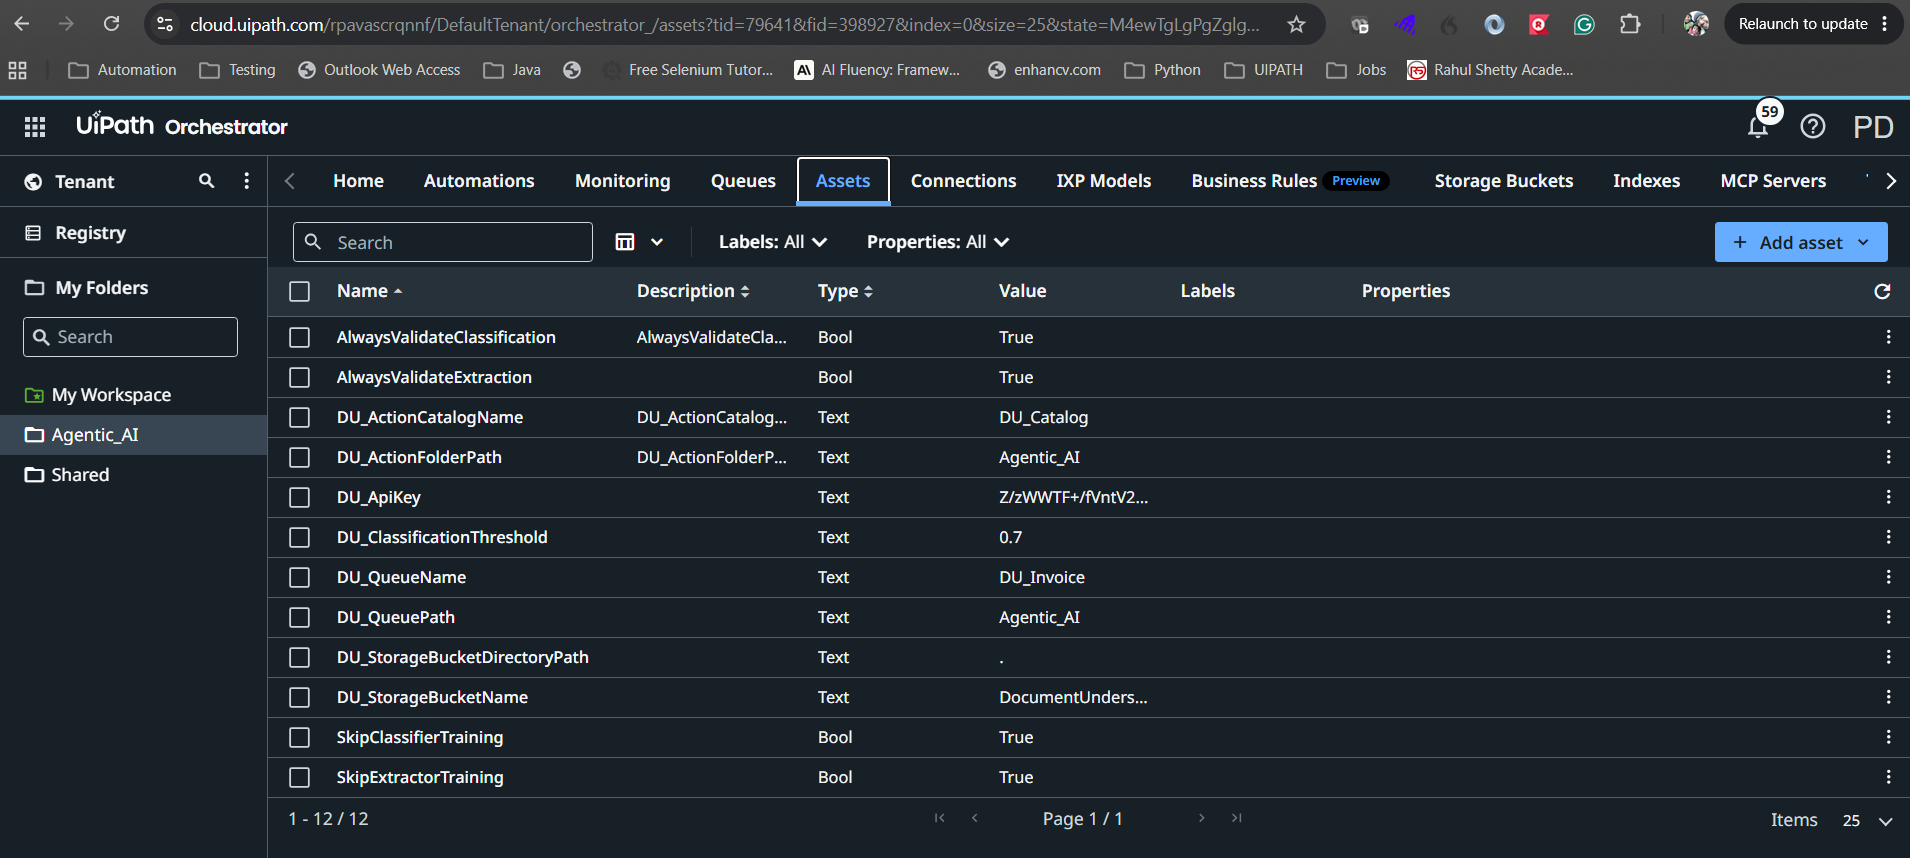 cloud.uipath.com/rpavascrqnnf/DefaultTenant/orchestrator_/assets?tid=79641&fid=398927&index=0&size=25&state=M4ewTgLgPgZglg...
Relaunch to update
Automation
Testing
Outlook Web Access
Java
Free Selenium Tutor...
AI Fluency: Framew...
enhancv.com
Python
UIPATH
Jobs
Rahul Shetty Acade...
UiPath Orchestrator
59
PD
Tenant
Home
Automations
Monitoring
Queues
Assets
Connections
IXP Models
Business Rules Preview
Storage Buckets
Indexes
MCP Servers
Registry
My Folders
Search
My Workspace
Agentic_AI
Shared
Search
Labels: All
Properties: All
+ Add asset
Name Description Type Value Labels Properties
AlwaysValidateClassification AlwaysValidateCla... Bool True
AlwaysValidateExtraction Bool True
DU_ActionCatalogName DU_ActionCatalog... Text DU_Catalog
DU_ActionFolderPath DU_ActionFolderP... Text Agentic_AI
DU_ApiKey Text Z/zWWTF+/fVntV2...
DU_ClassificationThreshold Text 0.7
DU_QueueName Text DU_Invoice
DU_QueuePath Text Agentic_AI
DU_StorageBucketDirectoryPath Text .
DU_StorageBucketName Text DocumentUnders...
SkipClassifierTraining Bool True
SkipExtractorTraining Bool True
1 - 12 / 12
Page 1 / 1
Items 25